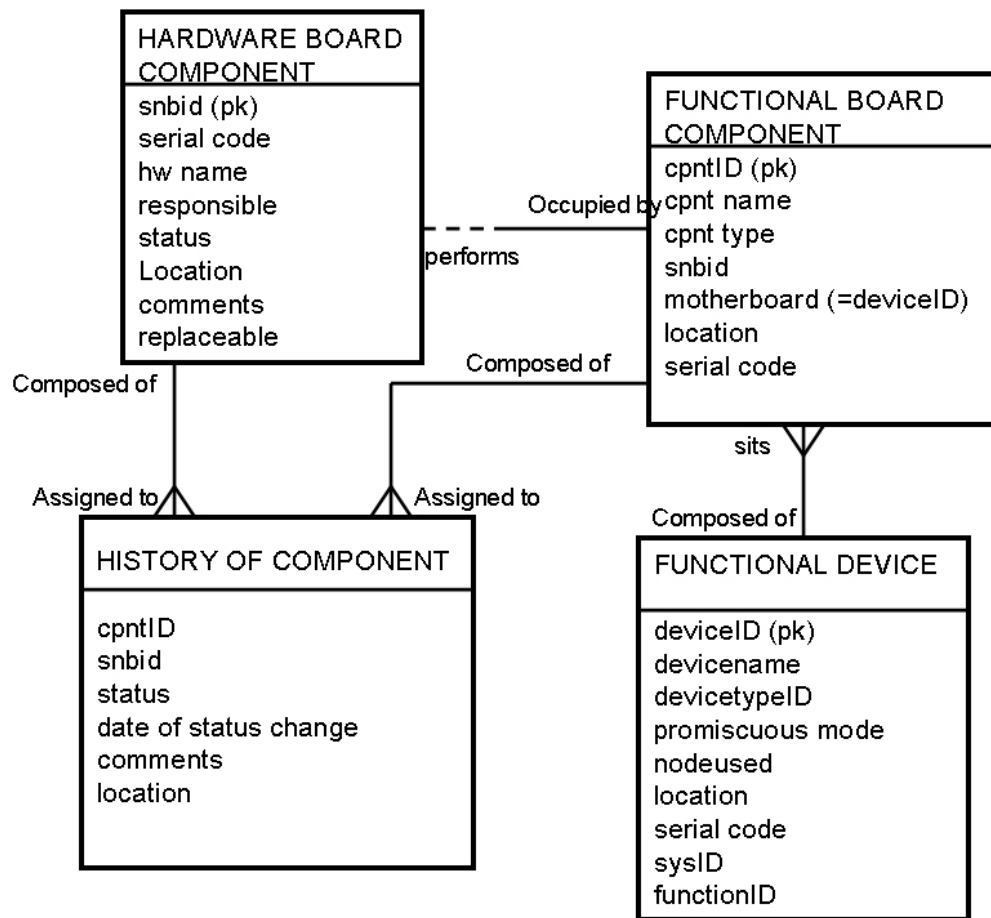 HARDWARE BOARD
COMPONENT
snbid (pk)
serial code
hw name
responsible
status
Location
comments
replaceable
FUNCTIONAL BOARD
COMPONENT
cpntID (pk)
cpnt name
cpnt type
snbid
motherboard (=deviceID)
location
serial code
Occupied by
performs
Composed of
Composed of
Assigned to
Assigned to
sits
Composed of
HISTORY OF COMPONENT
cpntID
snbid
status
date of status change
comments
location
FUNCTIONAL DEVICE
deviceID (pk)
devicename
devicetypeID
promiscuous mode
nodeused
location
serial code
sysID
functionID